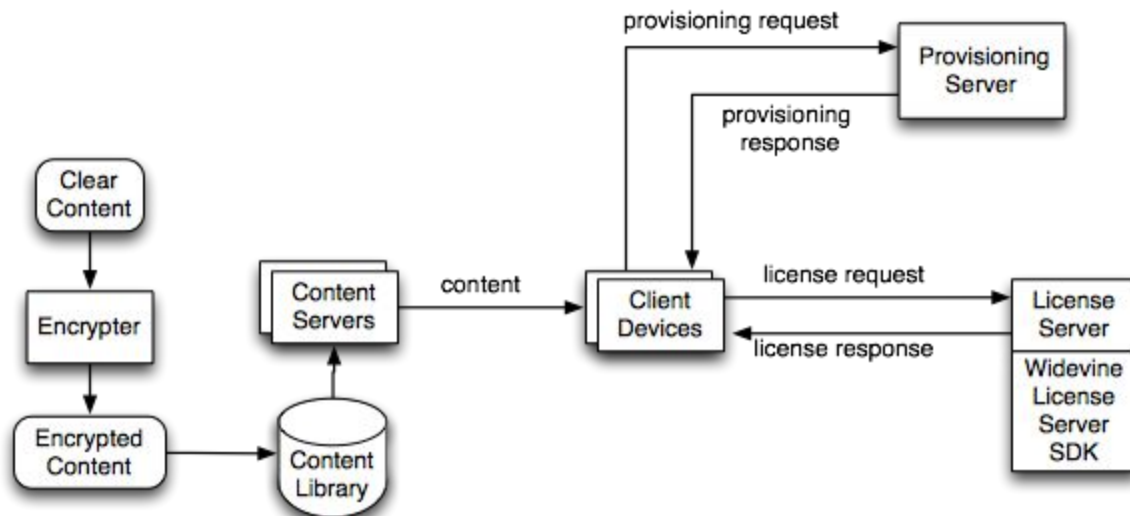 provisioning request
Provisioning
Server
provisioning
response
Clear
Content
Encrypter
Encrypted
Content
Content
Library
Content
Servers
content
Client
Devices
license request
license response
License
Server
Widevine
License
Server
SDK